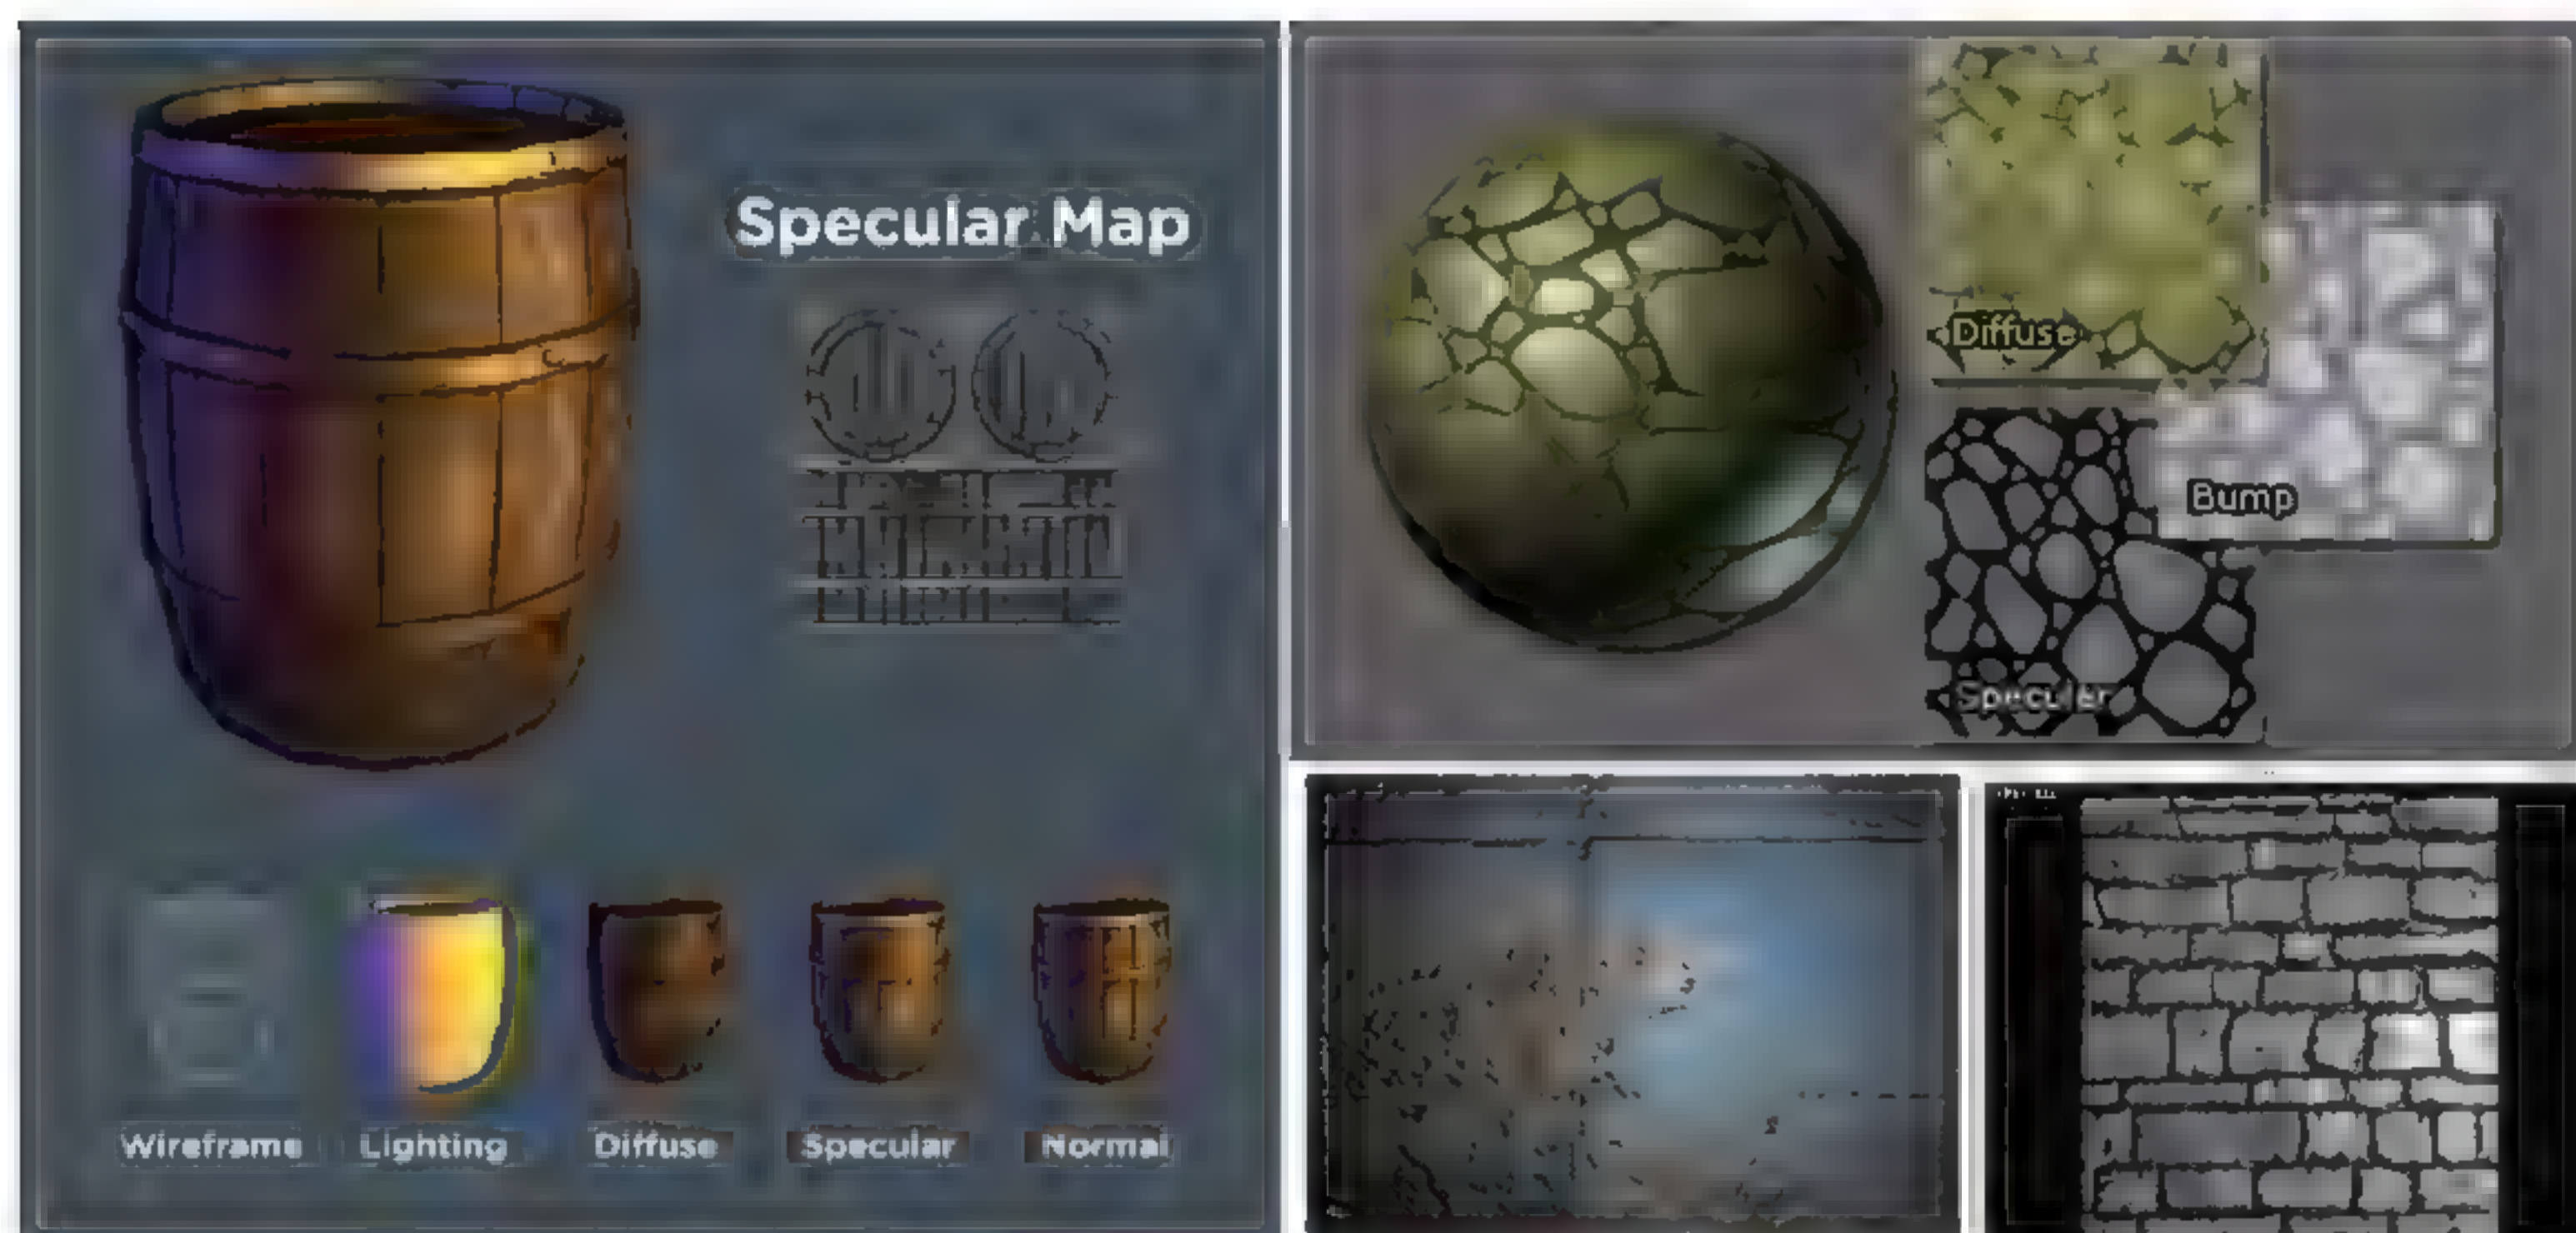 Specular Map
Wireframe
Lighting
Diffuse
Specular
Normal
Diffuse
Bump
Specular